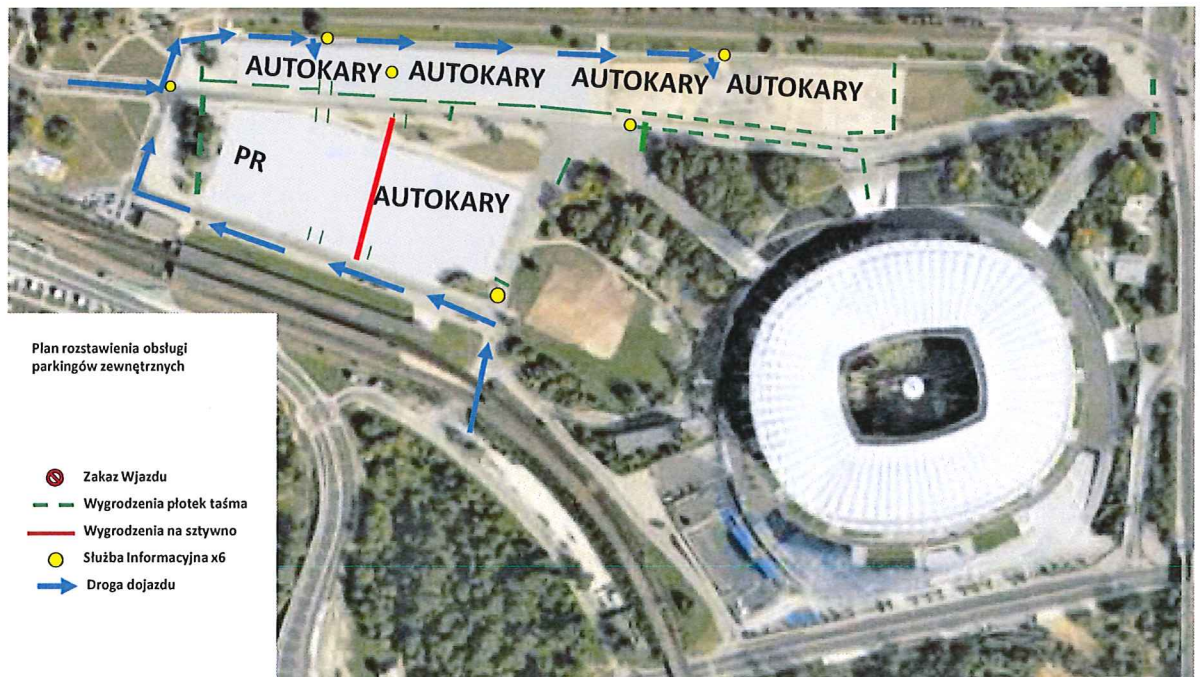 AUTOKARY AUTOKARY AUTOKARY AUTOKARY
PR
AUTOKARY
Plan rozstawienia obsługi
parkingów zewnętrznych
Zakaz Wjazdu
Wygrodzenia płotek taśma
Wygrodzenia na sztywno
Służba Informacyjna x6
Droga dojazdu